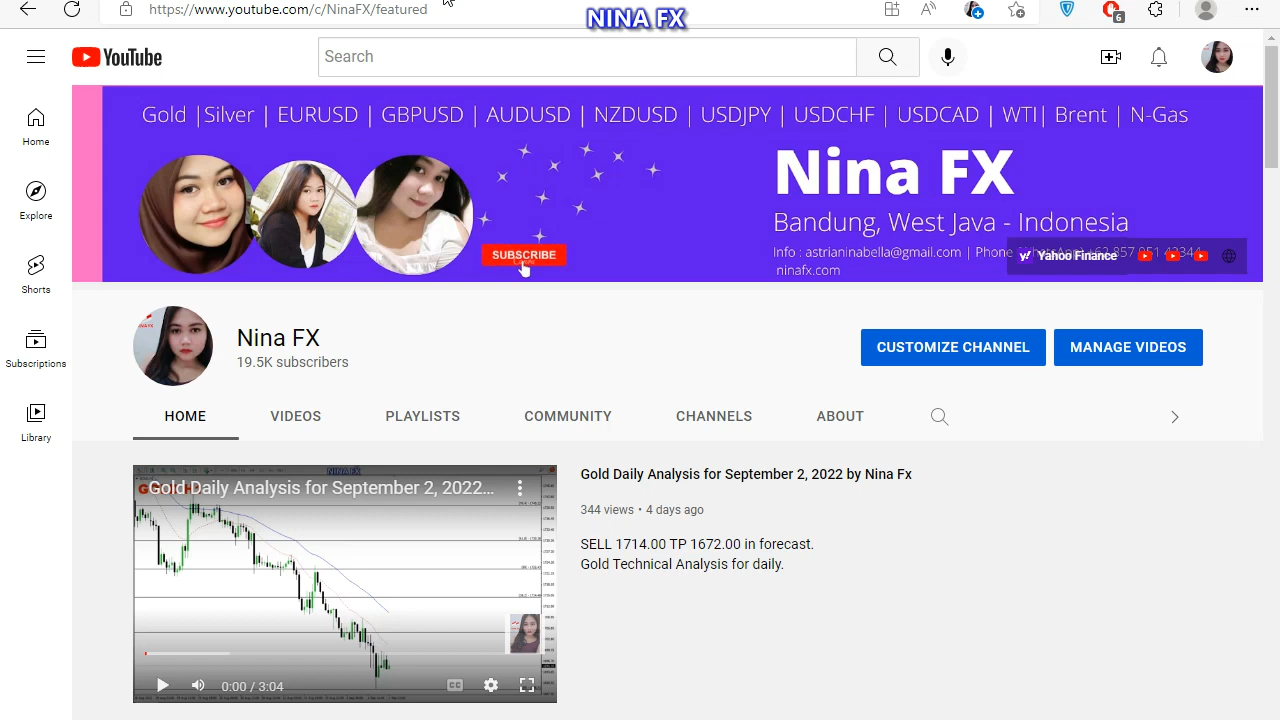 https://www.youtube.com/c/NinaFX/featured
NINA FX
6
YouTube
Search
Home
Explore
Shorts
Subscriptions
Library
Gold |Silver | EURUSD | GBPUSD | AUDUSD | NZDUSD | USDJPY | USDCHF | USDCAD | WTI| Brent | N-Gas
Nina FX
Bandung, West Java - Indonesia
SUBSCRIBE
Info : astrianinabella@gmail.com | Phone
ninafx.com
y! Yahoo Finance
Nina FX
19.5K subscribers
CUSTOMIZE CHANNEL
MANAGE VIDEOS
HOME
VIDEOS
PLAYLISTS
COMMUNITY
CHANNELS
ABOUT
NINA FX
Gold Daily Analysis for September 2, 2022...
0:00 / 3:04
CC
Gold Daily Analysis for September 2, 2022 by Nina Fx
344 views • 4 days ago
SELL 1714.00 TP 1672.00 in forecast.
Gold Technical Analysis for daily.